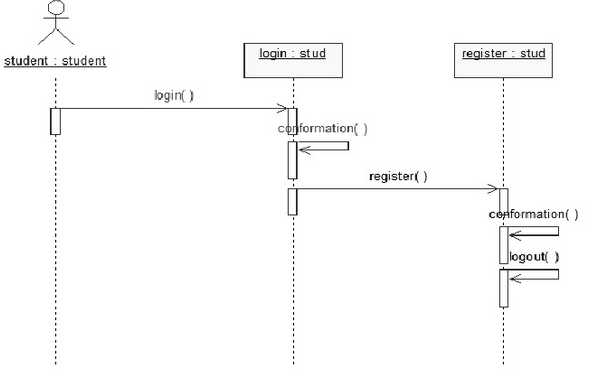 student : student
login : stud
register : stud
login( )
conformation( )
register( )
conformation( )
logout( )